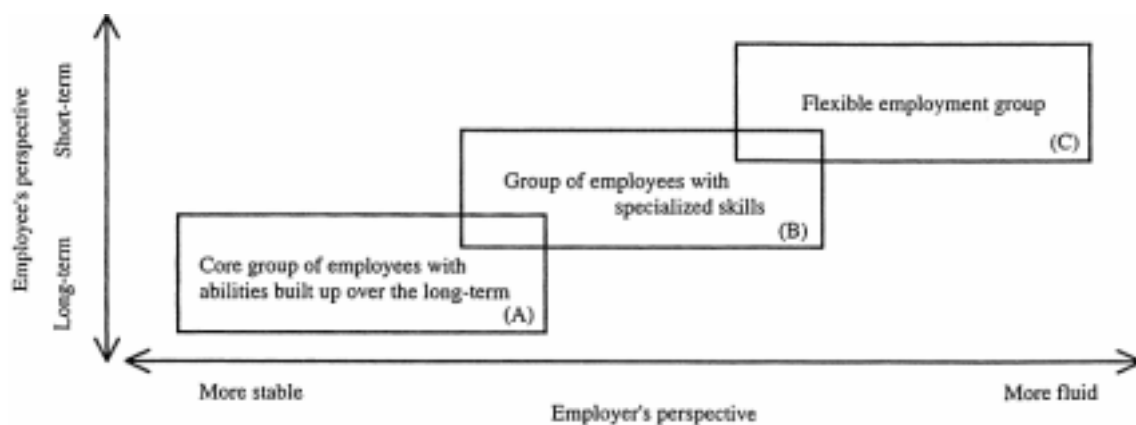 Employee's perspective
Short-term
Long-term
Flexible employment group
(C)
Group of employees with
specialized skills
(B)
Core group of employees with
abilities built up over the long-term
(A)
More stable
More fluid
Employer's perspective